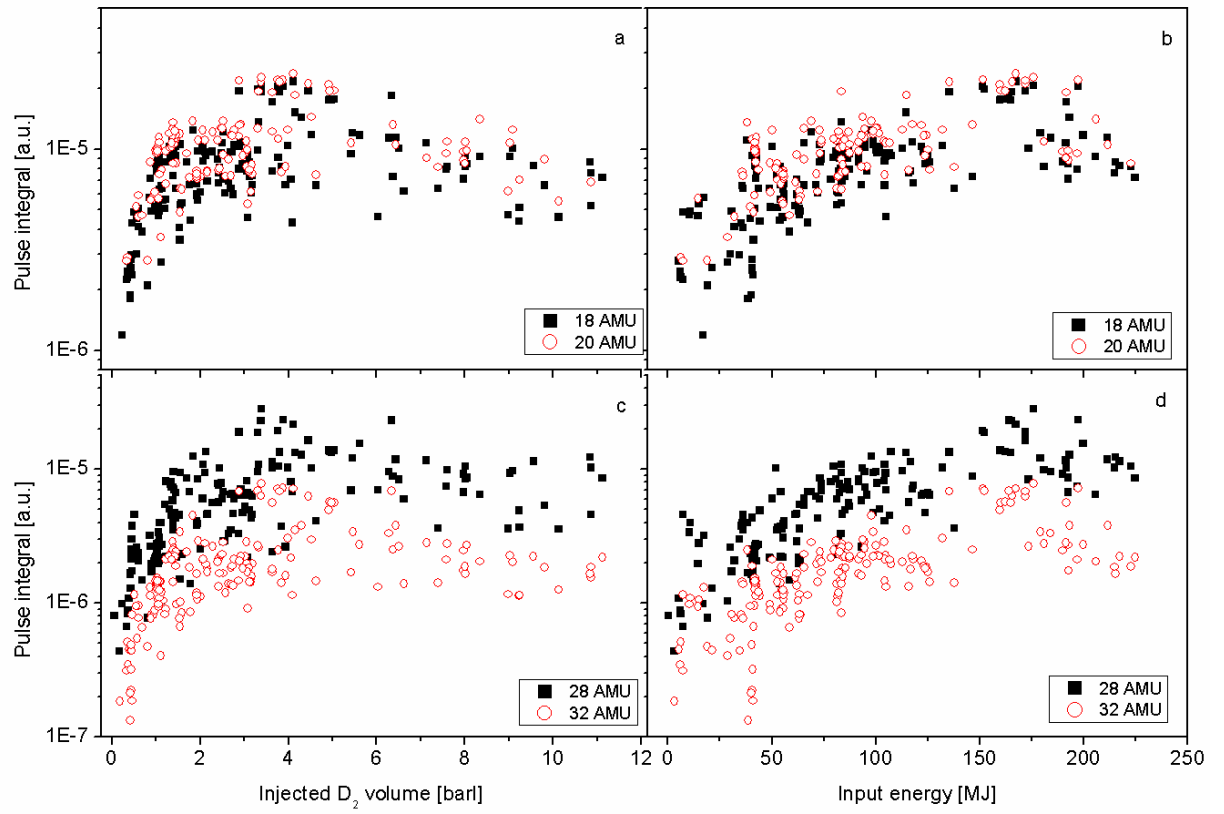 a
b
Pulse integral [a.u.]
1E-5
1E-6
18 AMU
20 AMU
18 AMU
20 AMU
c
d
Pulse integral [a.u.]
1E-5
1E-6
1E-7
28 AMU
32 AMU
28 AMU
32 AMU
0 2 4 6 8 10 12
0 50 100 150 200 250
Injected D₂ volume [barl]
Input energy [MJ]